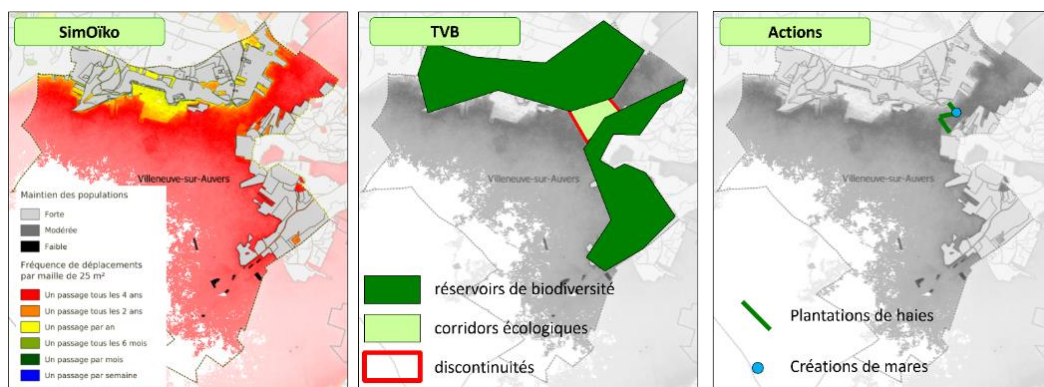 SimOïko
Villeneuve-sur-Auvers
Maintien des populations
Forte
Modérée
Faible
Fréquence de déplacements
par maille de 25 m²
Un passage tous les 4 ans
Un passage tous les 2 ans
Un passage par an
Un passage tous les 6 mois
Un passage par mois
Un passage par semaine
TVB
Villeneuve-sur-Auvers
réservoirs de biodiversité
corridors écologiques
discontinuités
Actions
Villeneuve-sur-Auvers
Plantations de haies
Créations de mares